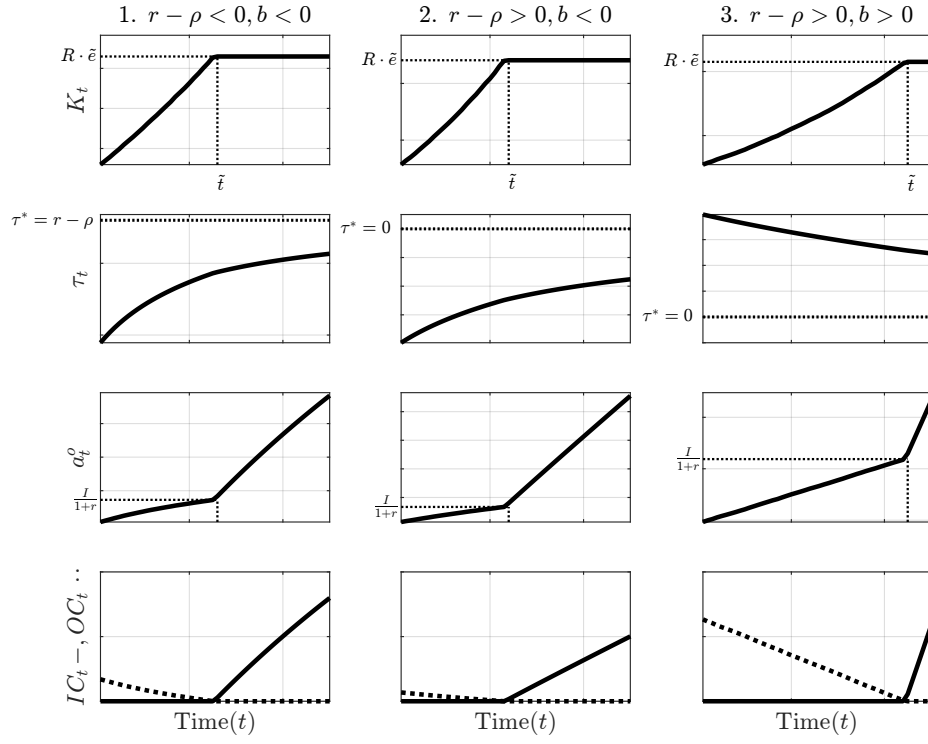 1. r − ρ < 0, b < 0
2. r − ρ > 0, b < 0
3. r − ρ > 0, b > 0
R · ẽ
R · ẽ
R · ẽ
K_t
t̃
t̃
t̃
τ* = r − ρ
τ* = 0
τ* = 0
τ_t
a_t^o
I/(1+r)
I/(1+r)
I/(1+r)
IC_t −, OC_t ··
Time(t)
Time(t)
Time(t)